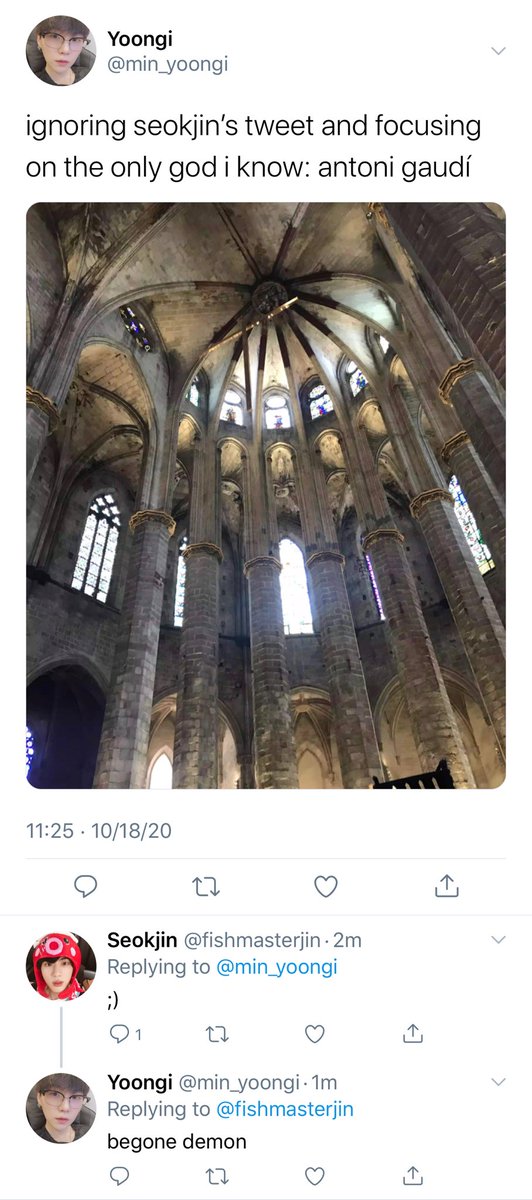 Yoongi
@min_yoongi
ignoring seokjin's tweet and focusing
on the only god i know: antoni gaudí
11:25 · 10/18/20
Seokjin @fishmasterjin · 2m
Replying to @min_yoongi
;)
1
Yoongi @min_yoongi · 1m
Replying to @fishmasterjin
begone demon